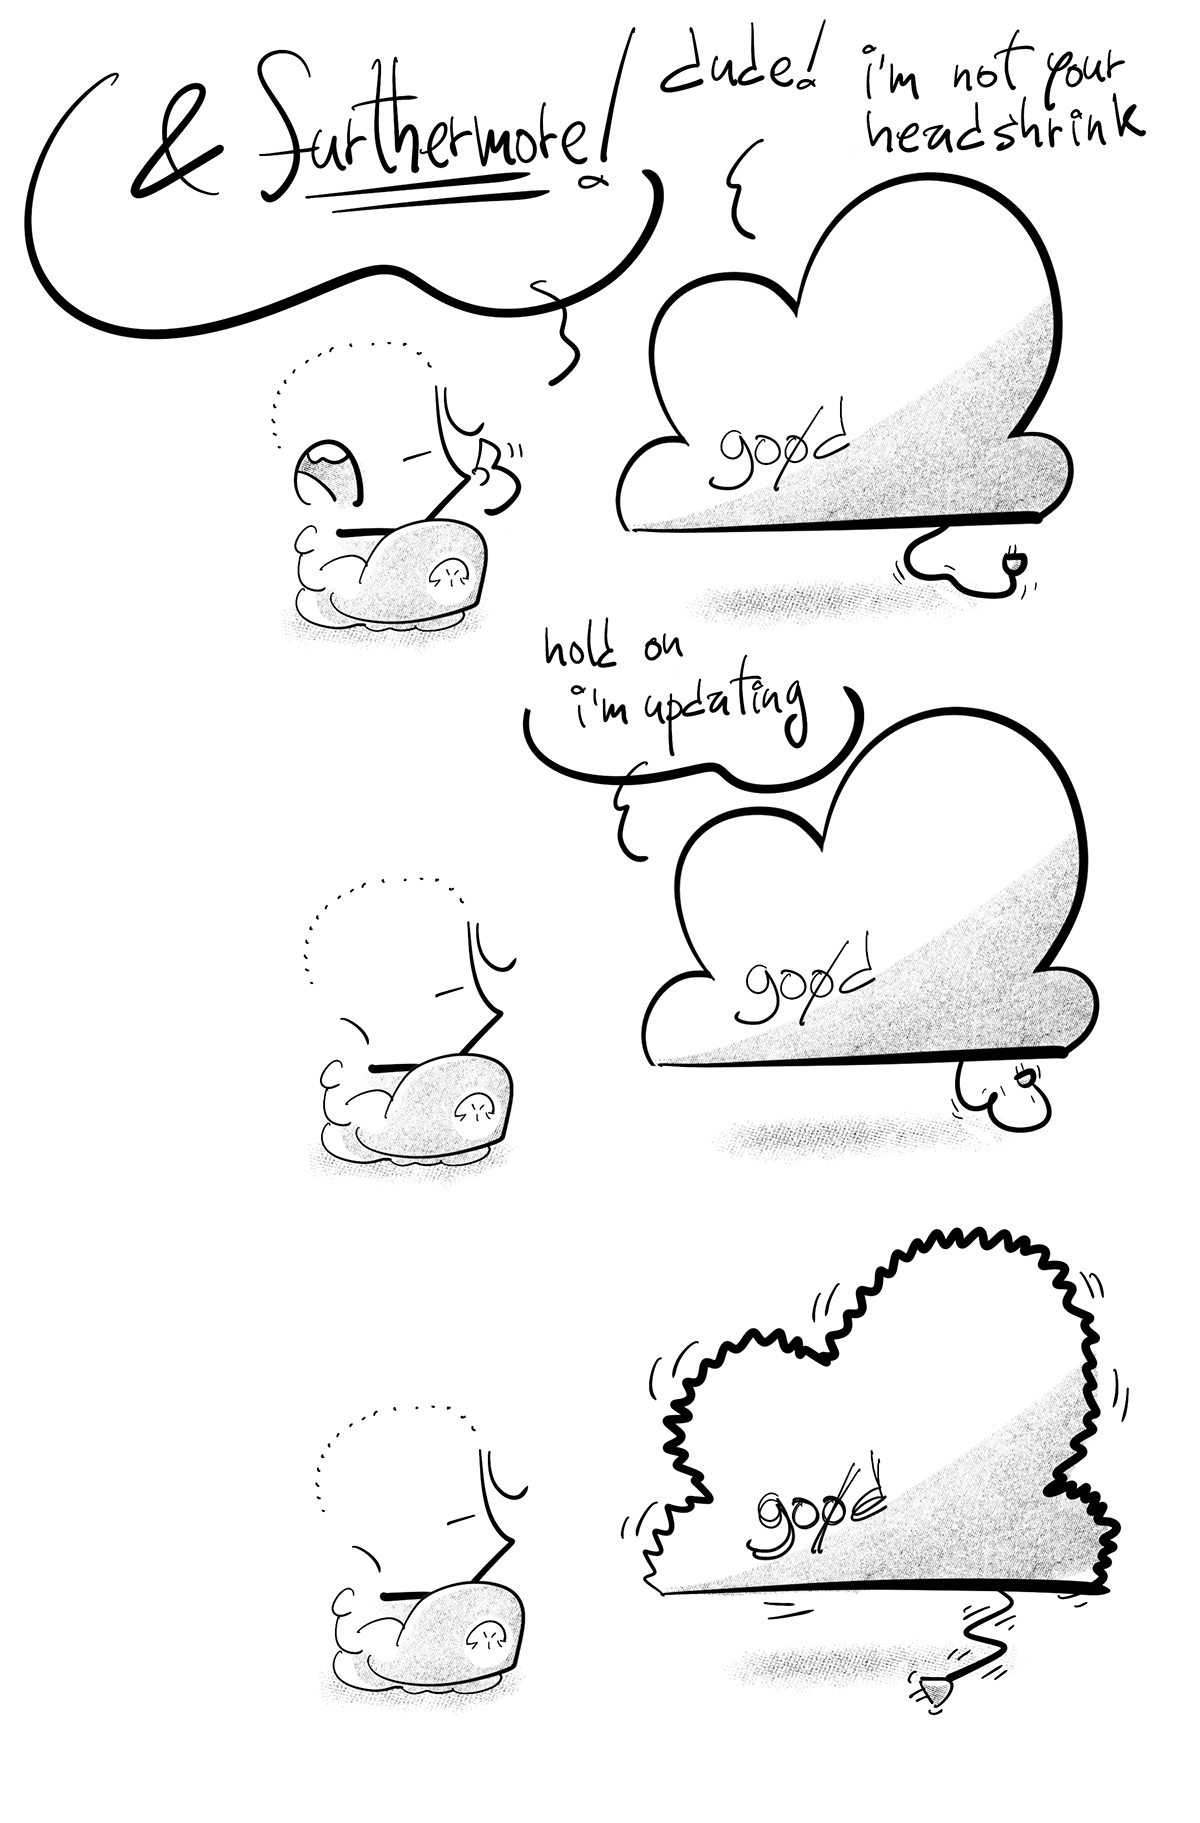 & furthermore!
dude! i'm not your
headshrink
good
hold on
i'm updating
good
good